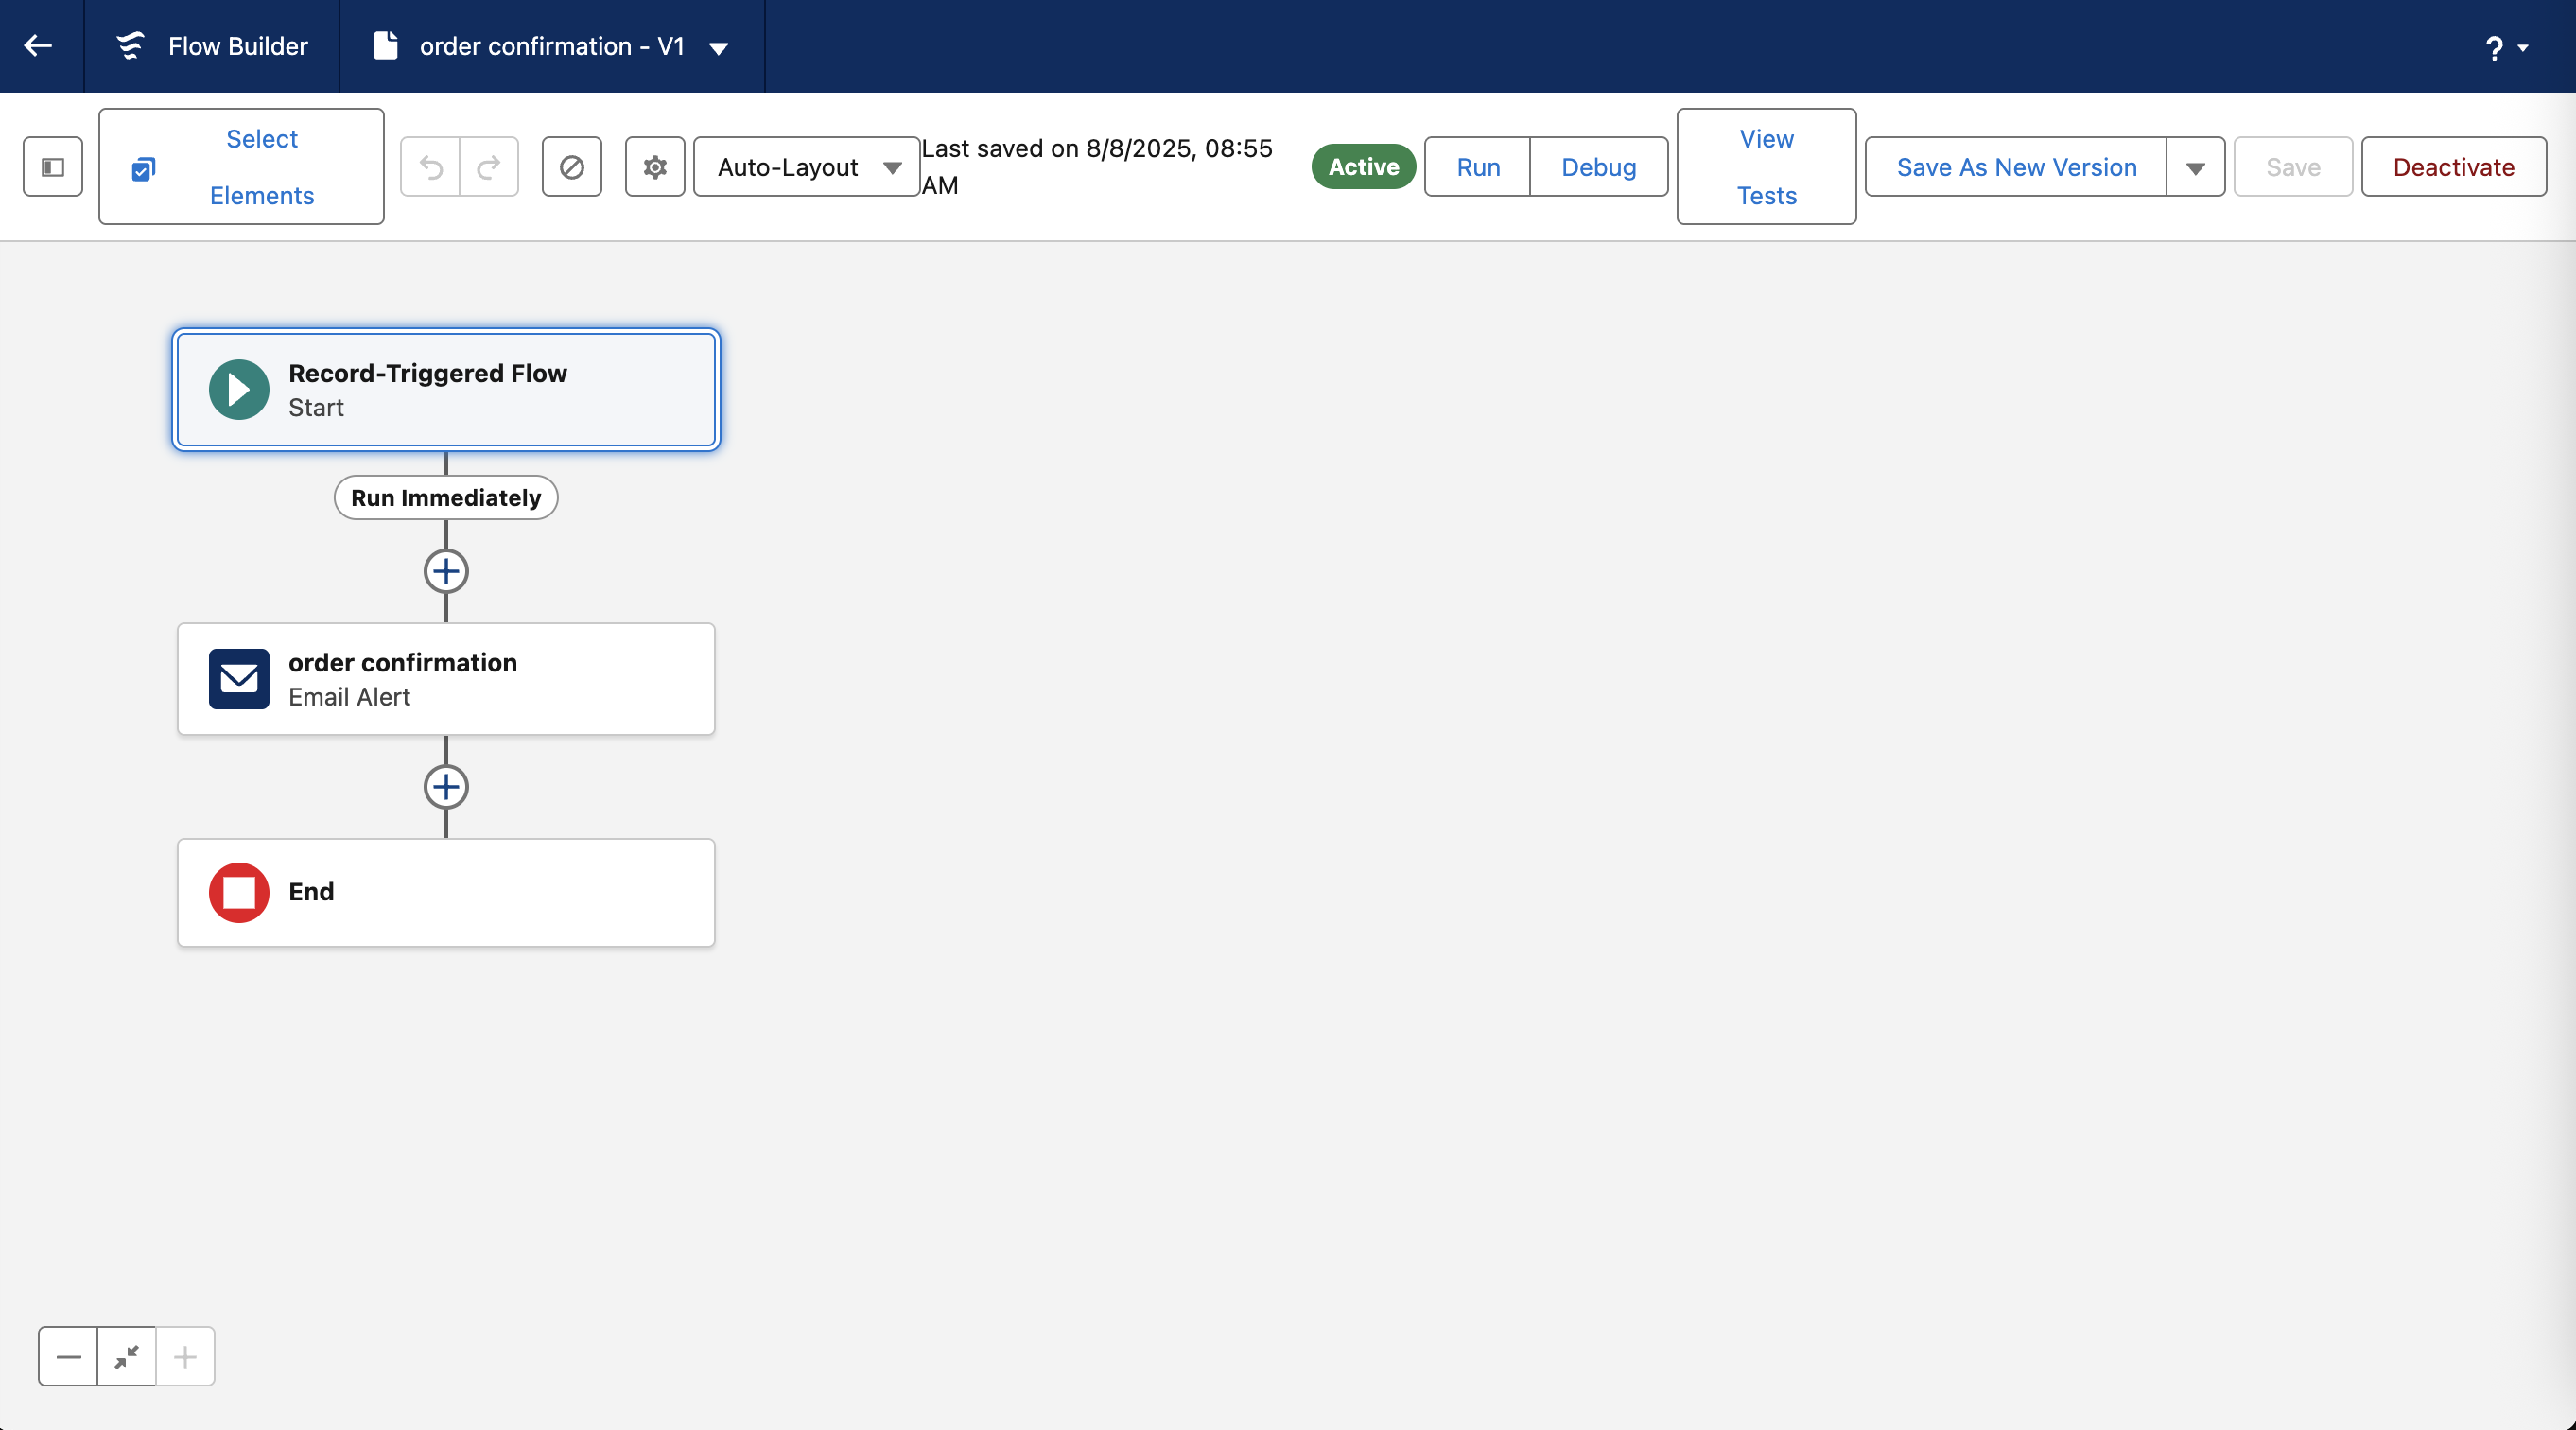 Flow Builder
order confirmation - V1
?
Select
Elements
Auto-Layout
Last saved on 8/8/2025, 08:55
AM
Active
Run
Debug
View
Tests
Save As New Version
Save
Deactivate
Record-Triggered Flow
Start
Run Immediately
order confirmation
Email Alert
End